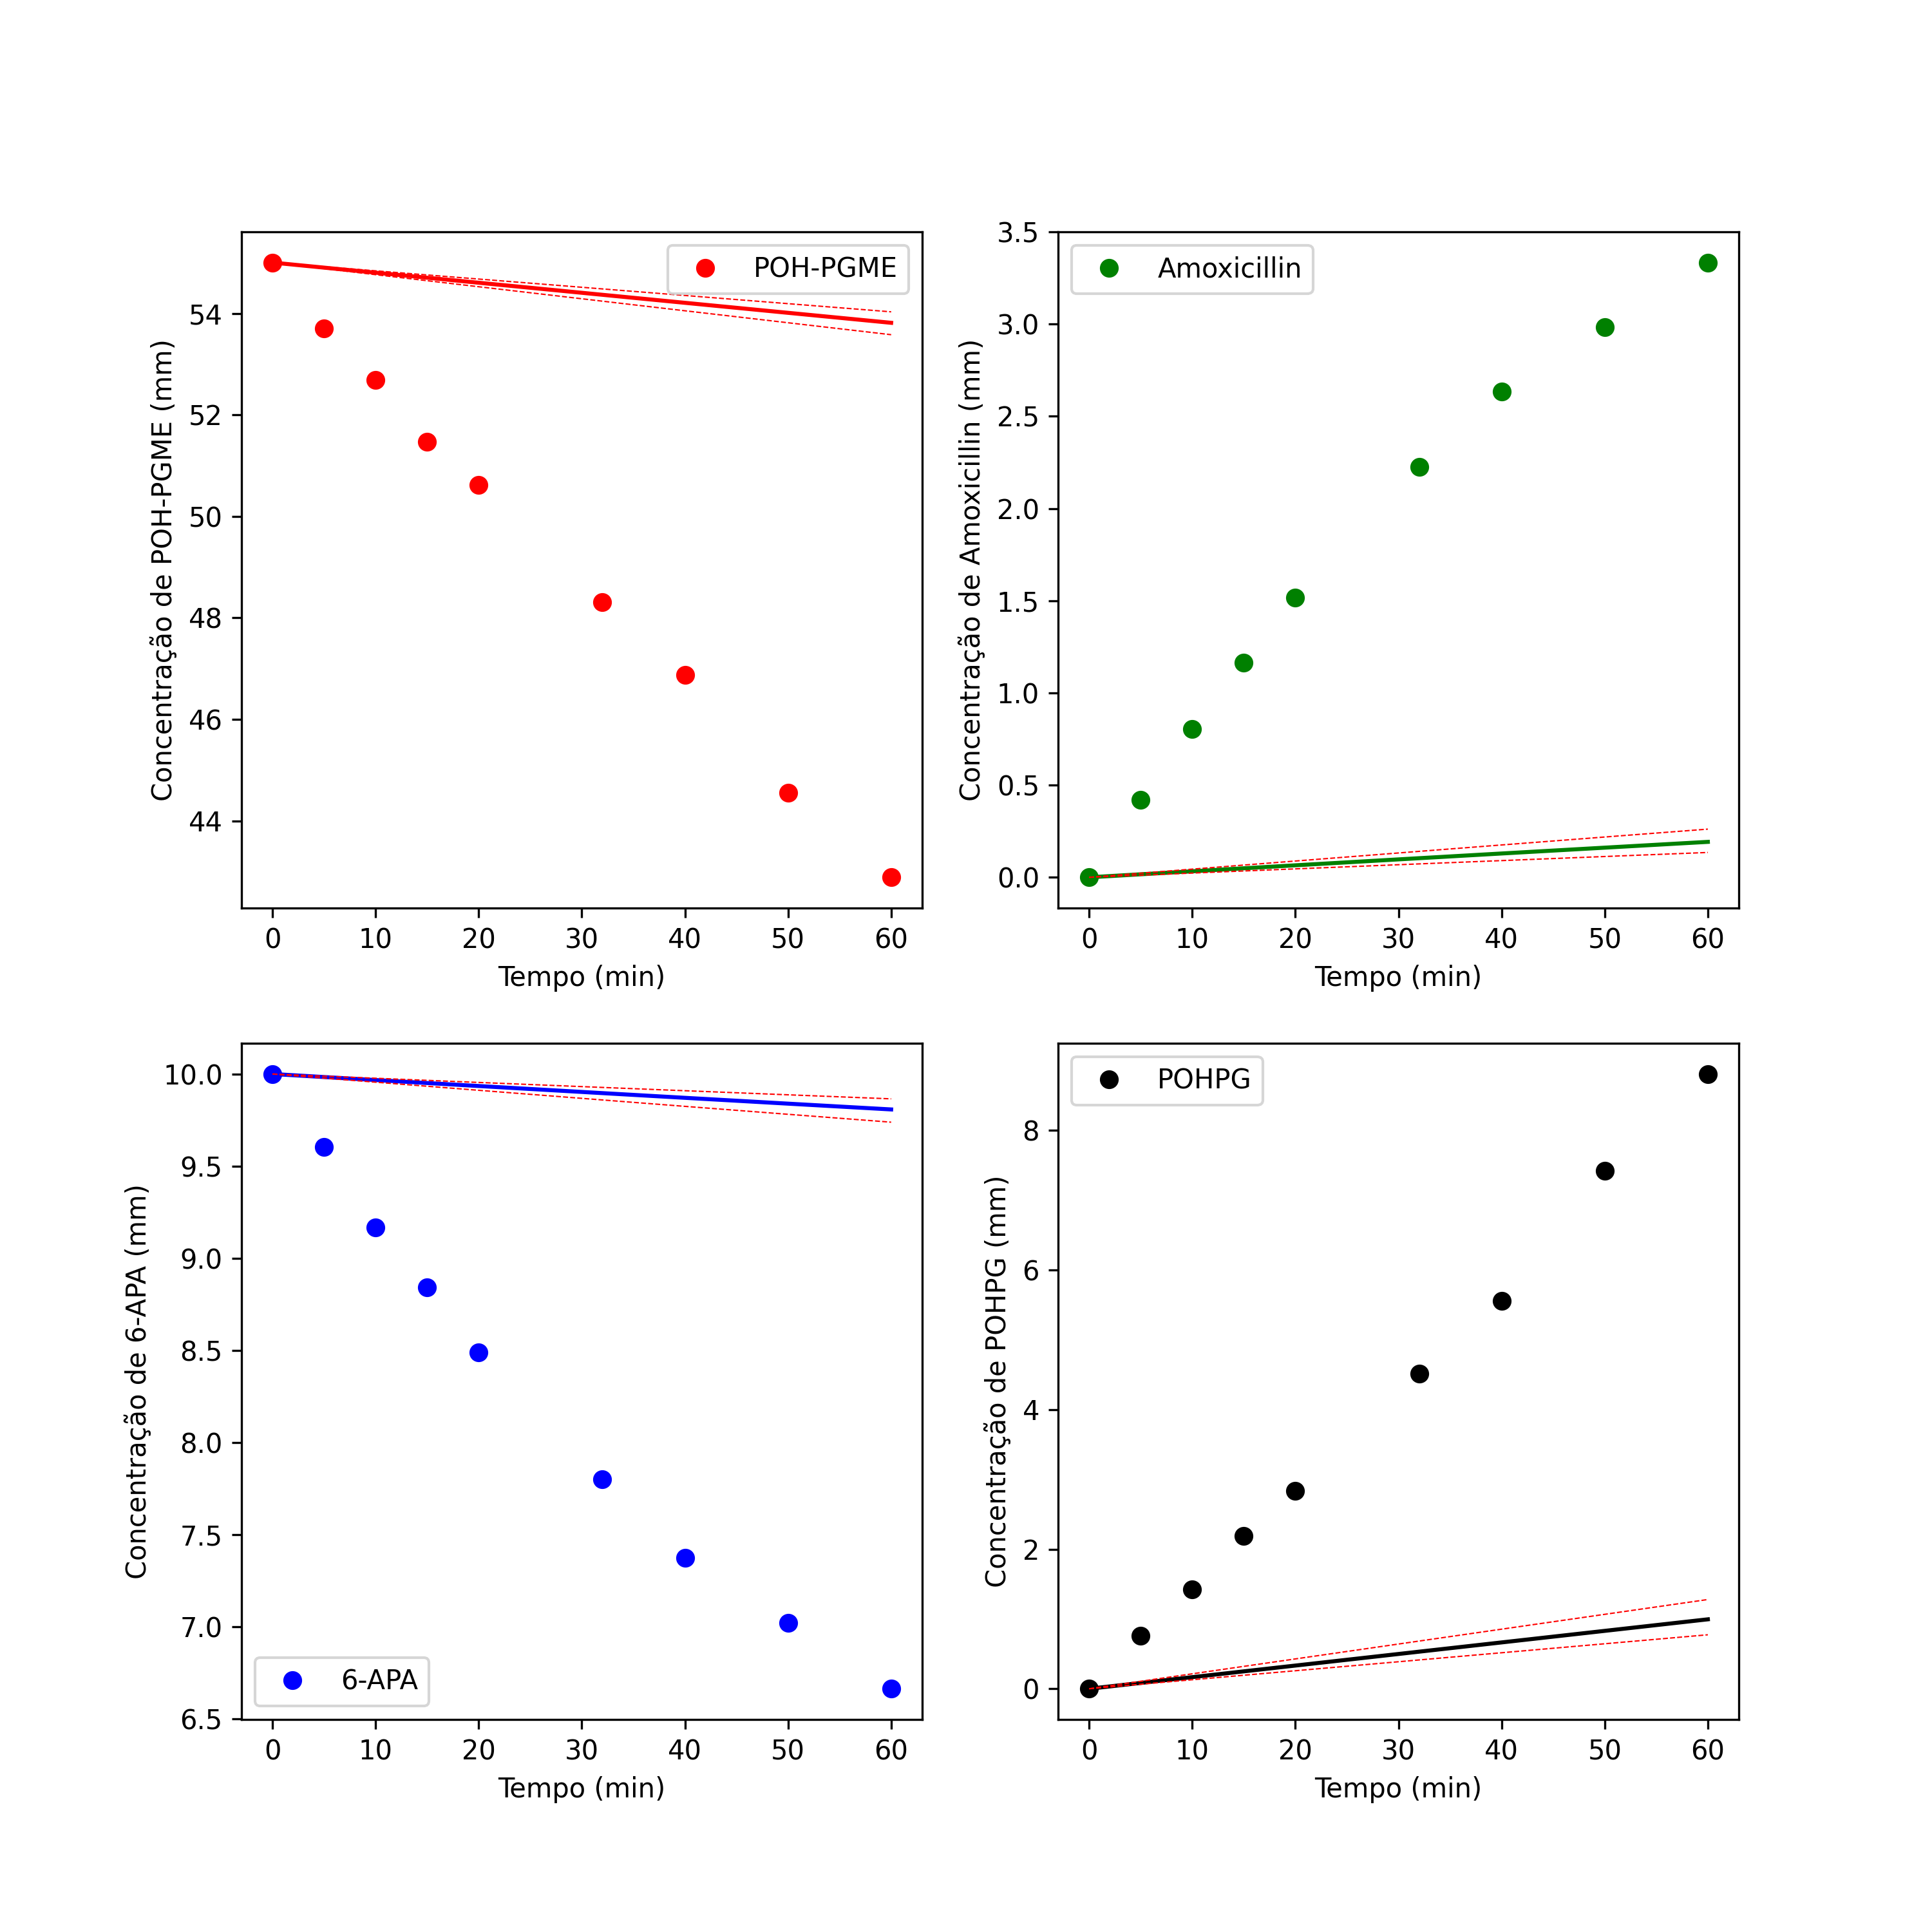 POH-PGME
Concentração de POH-PGME (mm)
54
52
50
48
46
44
0 10 20 30 40 50 60
Tempo (min)
Amoxicillin
Concentração de Amoxicillin (mm)
3.5
3.0
2.5
2.0
1.5
1.0
0.5
0.0
0 10 20 30 40 50 60
Tempo (min)
6-APA
Concentração de 6-APA (mm)
10.0
9.5
9.0
8.5
8.0
7.5
7.0
6.5
0 10 20 30 40 50 60
Tempo (min)
POHPG
Concentração de POHPG (mm)
8
6
4
2
0
0 10 20 30 40 50 60
Tempo (min)